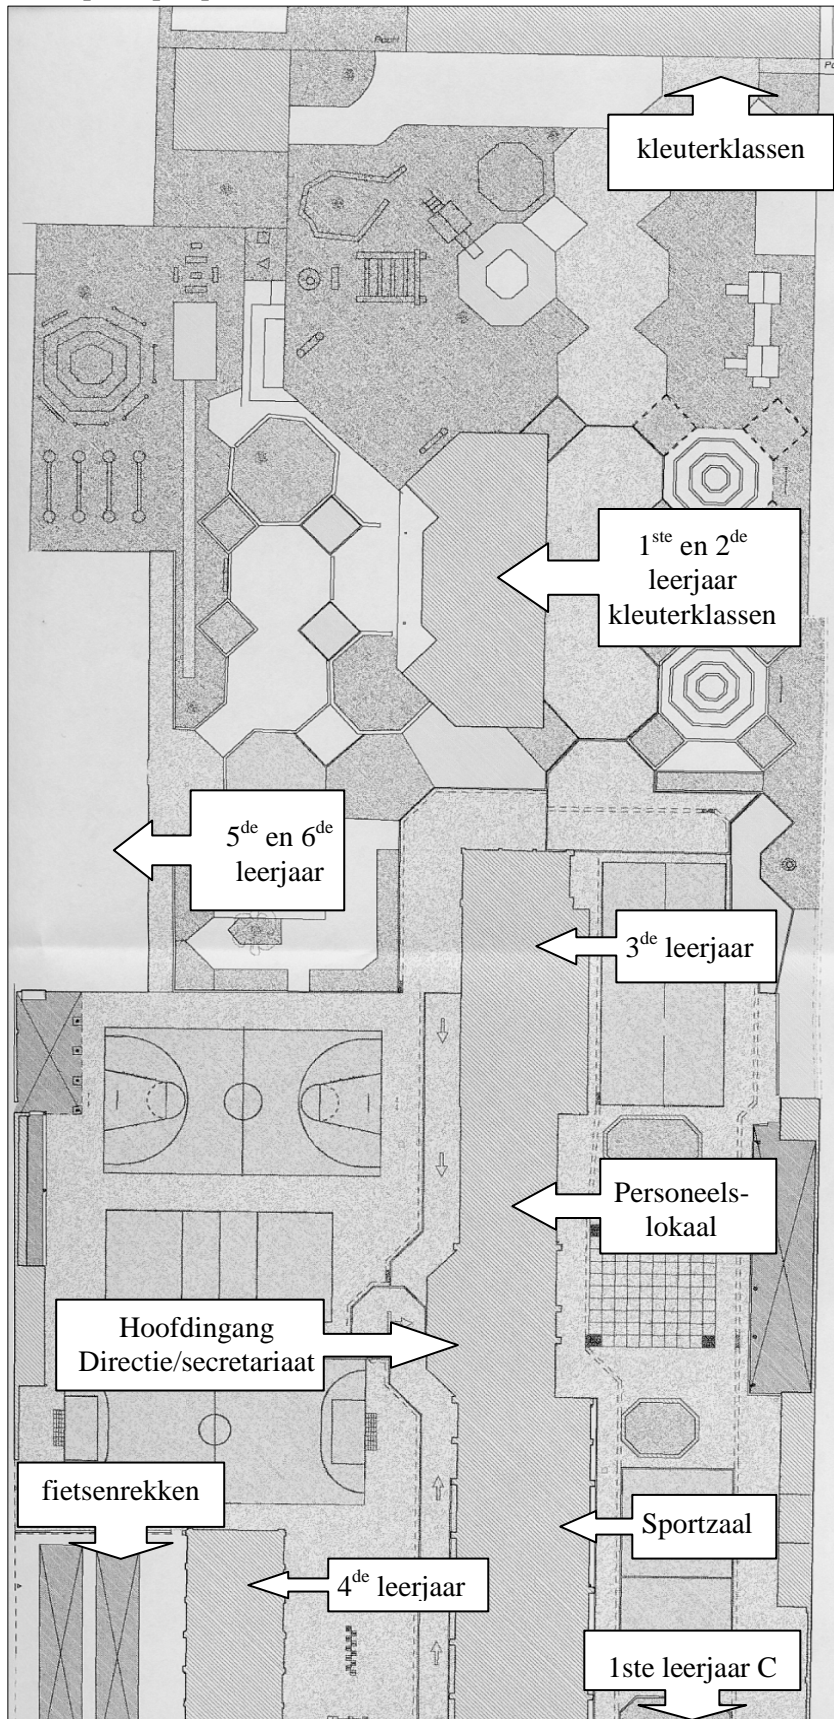 kleuterklassen
1ste en 2de
leerjaar
kleuterklassen
5de en 6de
leerjaar
3de leerjaar
Personeels-
lokaal
Hoofdingang
Directie/secretariaat
fietsenrekken
Sportzaal
4de leerjaar
1ste leerjaar C